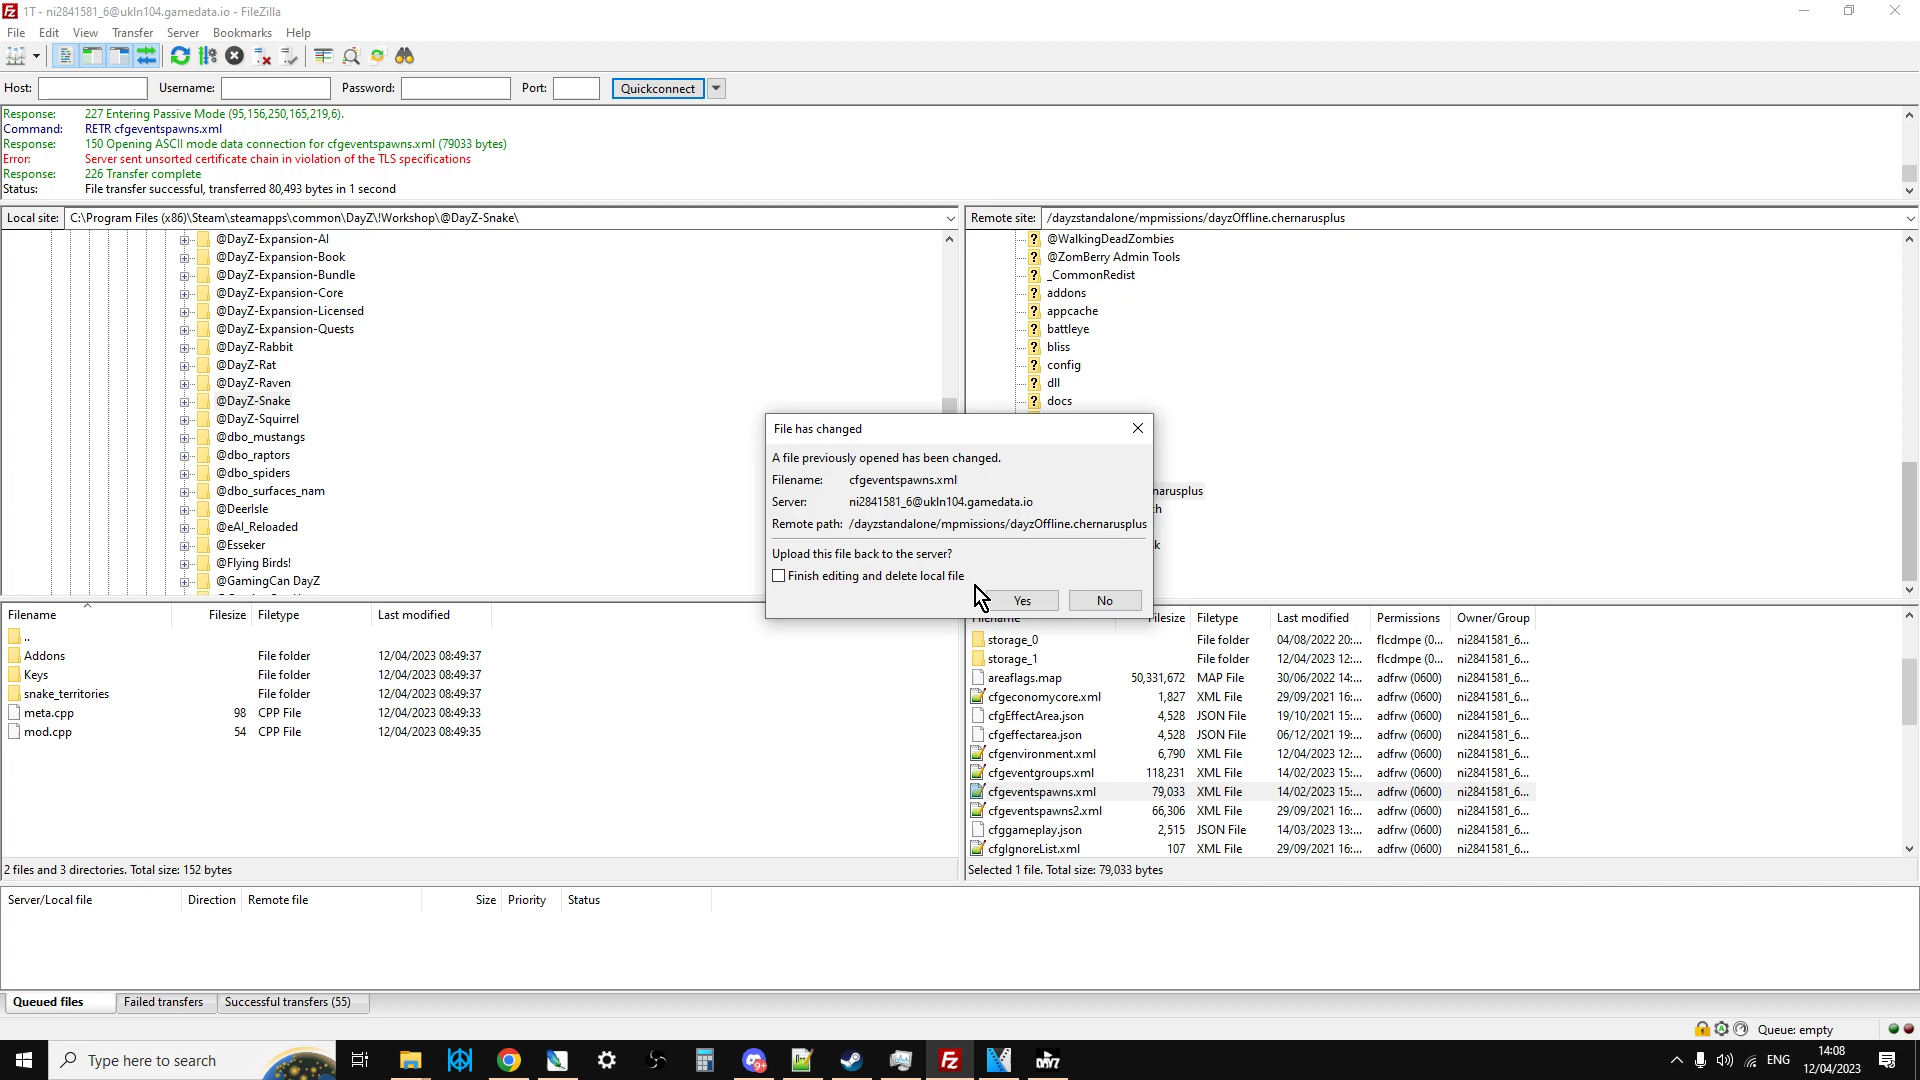 1T - ni2841581_6@ukln104.gamedata.io - FileZilla
File Edit View Transfer Server Bookmarks Help
Host: Username: Password: Port: Quickconnect
Response: 227 Entering Passive Mode (95,156,250,165,219,6).
Command: RETR cfgeventspawns.xml
Response: 150 Opening ASCII mode data connection for cfgeventspawns.xml (79033 bytes)
Error: Server sent unsorted certificate chain in violation of the TLS specifications
Response: 226 Transfer complete
Status: File transfer successful, transferred 80,493 bytes in 1 second
Local site: C:\Program Files (x86)\Steam\steamapps\common\DayZ\!Workshop\@DayZ-Snake\
@DayZ-Expansion-AI
@DayZ-Expansion-Book
@DayZ-Expansion-Bundle
@DayZ-Expansion-Core
@DayZ-Expansion-Licensed
@DayZ-Expansion-Quests
@DayZ-Rabbit
@DayZ-Rat
@DayZ-Raven
@DayZ-Snake
@DayZ-Squirrel
@dbo_mustangs
@dbo_raptors
@dbo_spiders
@dbo_surfaces_nam
@DeerIsle
@eAI_Reloaded
@Esseker
@Flying Birds!
@GamingCan DayZ
Remote site: /dayzstandalone/mpmissions/dayzOffline.chernarusplus
@WalkingDeadZombies
@ZomBerry Admin Tools
_CommonRedist
addons
appcache
battleye
bliss
config
dll
docs
narusplus
File has changed
A file previously opened has been changed.
Filename: cfgeventspawns.xml
Server: ni2841581_6@ukln104.gamedata.io
Remote path: /dayzstandalone/mpmissions/dayzOffline.chernarusplus
Upload this file back to the server?
Finish editing and delete local file
Yes No
Filename Filesize Filetype Last modified
..
Addons File folder 12/04/2023 08:49:37
Keys File folder 12/04/2023 08:49:37
snake_territories File folder 12/04/2023 08:49:37
meta.cpp 98 CPP File 12/04/2023 08:49:33
mod.cpp 54 CPP File 12/04/2023 08:49:35
2 files and 3 directories. Total size: 152 bytes
Filename Filesize Filetype Last modified Permissions Owner/Group
storage_0 File folder 04/08/2022 20:... flcdmpe (0... ni2841581_6...
storage_1 File folder 12/04/2023 12:... flcdmpe (0... ni2841581_6...
areaflags.map 50,331,672 MAP File 30/06/2022 14:... adfrw (0600) ni2841581_6...
cfgeconomycore.xml 1,827 XML File 29/09/2021 16:... adfrw (0600) ni2841581_6...
cfgEffectArea.json 4,528 JSON File 19/10/2021 15:... adfrw (0600) ni2841581_6...
cfgeffectarea.json 4,528 JSON File 06/12/2021 19:... adfrw (0600) ni2841581_6...
cfgenvironment.xml 6,790 XML File 12/04/2023 12:... adfrw (0600) ni2841581_6...
cfgeventgroups.xml 118,231 XML File 14/02/2023 15:... adfrw (0600) ni2841581_6...
cfgeventspawns.xml 79,033 XML File 14/02/2023 15:... adfrw (0600) ni2841581_6...
cfgeventspawns2.xml 66,306 XML File 29/09/2021 16:... adfrw (0600) ni2841581_6...
cfggameplay.json 2,515 JSON File 14/03/2023 13:... adfrw (0600) ni2841581_6...
cfgIgnoreList.xml 107 XML File 29/09/2021 16:... adfrw (0600) ni2841581_6...
Selected 1 file. Total size: 79,033 bytes
Server/Local file Direction Remote file Size Priority Status
Queued files Failed transfers Successful transfers (55)
Queue: empty
Type here to search
ENG
14:08
12/04/2023